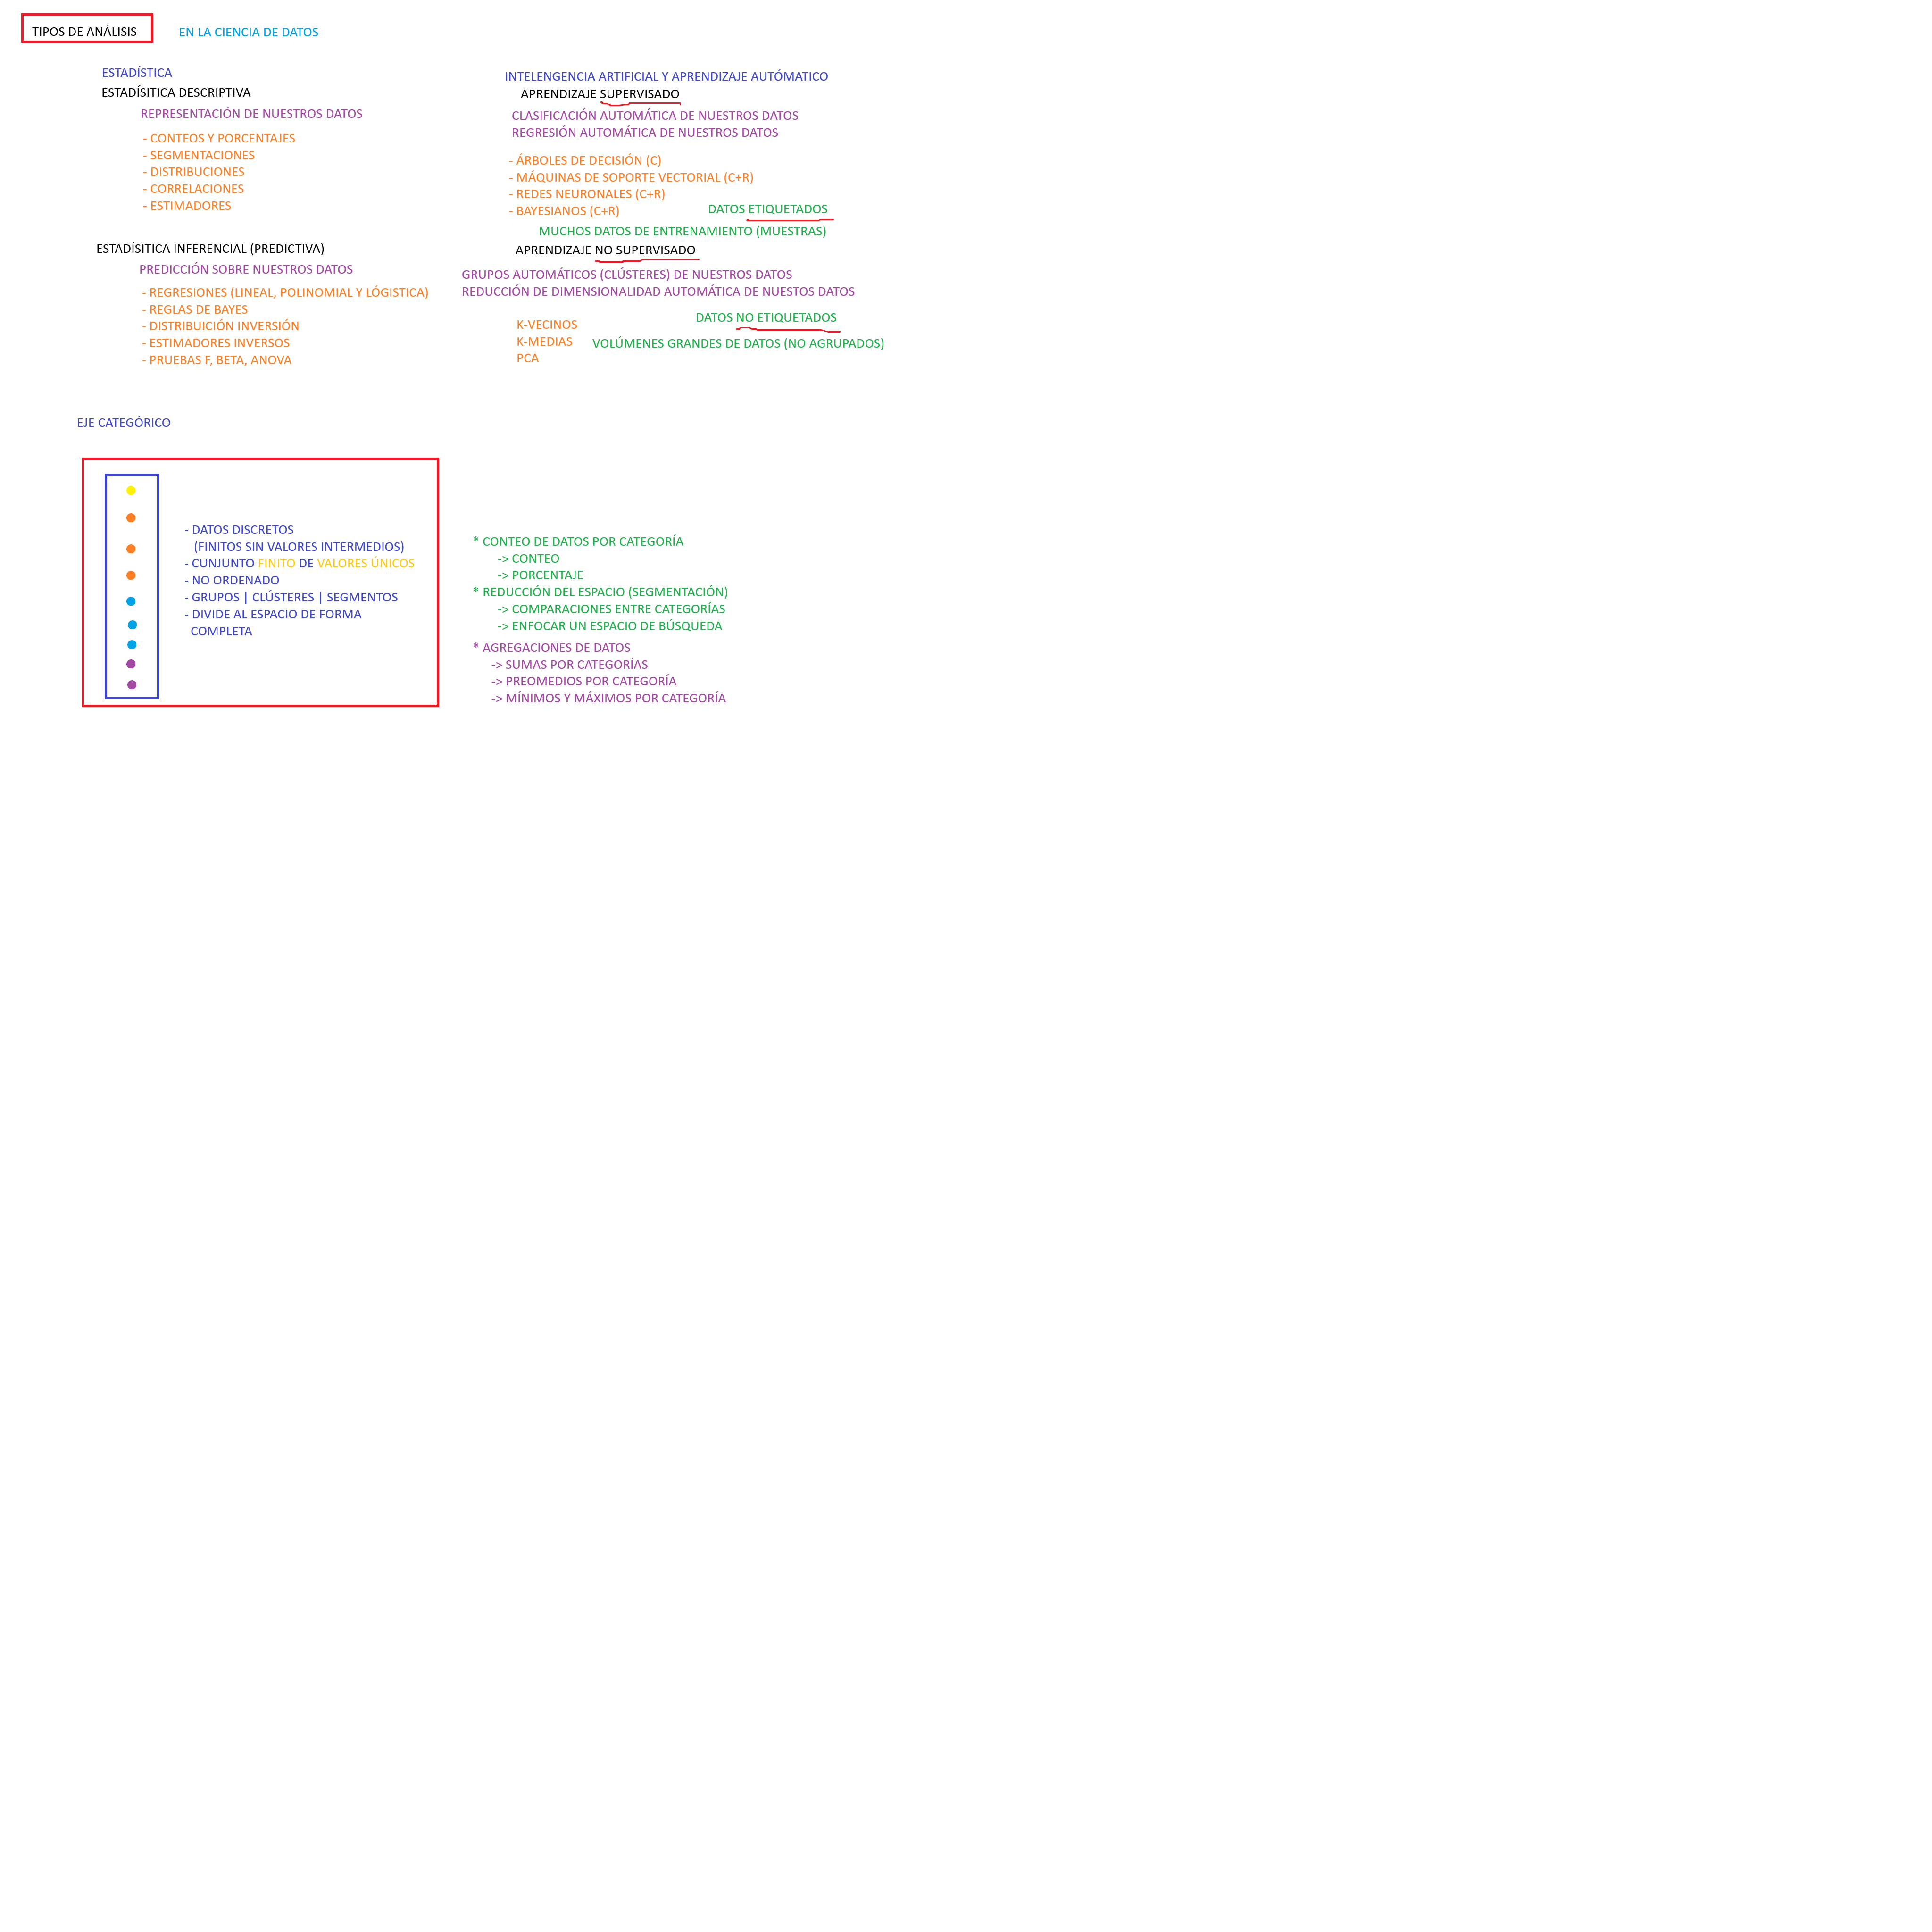 TIPOS DE ANÁLISIS
EN LA CIENCIA DE DATOS
ESTADÍSTICA
ESTADÍSITICA DESCRIPTIVA
REPRESENTACIÓN DE NUESTROS DATOS
- CONTEOS Y PORCENTAJES
- SEGMENTACIONES
- DISTRIBUCIONES
- CORRELACIONES
- ESTIMADORES
ESTADÍSITICA INFERENCIAL (PREDICTIVA)
PREDICCIÓN SOBRE NUESTROS DATOS
- REGRESIONES (LINEAL, POLINOMIAL Y LÓGISTICA)
- REGLAS DE BAYES
- DISTRIBUICIÓN INVERSIÓN
- ESTIMADORES INVERSOS
- PRUEBAS F, BETA, ANOVA
INTELENGENCIA ARTIFICIAL Y APRENDIZAJE AUTÓMATICO
APRENDIZAJE SUPERVISADO
CLASIFICACIÓN AUTOMÁTICA DE NUESTROS DATOS
REGRESIÓN AUTOMÁTICA DE NUESTROS DATOS
- ÁRBOLES DE DECISIÓN (C)
- MÁQUINAS DE SOPORTE VECTORIAL (C+R)
- REDES NEURONALES (C+R)
- BAYESIANOS (C+R)
DATOS ETIQUETADOS
MUCHOS DATOS DE ENTRENAMIENTO (MUESTRAS)
APRENDIZAJE NO SUPERVISADO
GRUPOS AUTOMÁTICOS (CLÚSTERES) DE NUESTROS DATOS
REDUCCIÓN DE DIMENSIONALIDAD AUTOMÁTICA DE NUESTOS DATOS
DATOS NO ETIQUETADOS
K-VECINOS
K-MEDIAS
PCA
VOLÚMENES GRANDES DE DATOS (NO AGRUPADOS)
EJE CATEGÓRICO
- DATOS DISCRETOS
(FINITOS SIN VALORES INTERMEDIOS)
- CUNJUNTO FINITO DE VALORES ÚNICOS
- NO ORDENADO
- GRUPOS | CLÚSTERES | SEGMENTOS
- DIVIDE AL ESPACIO DE FORMA
COMPLETA
* CONTEO DE DATOS POR CATEGORÍA
-> CONTEO
-> PORCENTAJE
* REDUCCIÓN DEL ESPACIO (SEGMENTACIÓN)
-> COMPARACIONES ENTRE CATEGORÍAS
-> ENFOCAR UN ESPACIO DE BÚSQUEDA
* AGREGACIONES DE DATOS
-> SUMAS POR CATEGORÍAS
-> PREOMEDIOS POR CATEGORÍA
-> MÍNIMOS Y MÁXIMOS POR CATEGORÍA